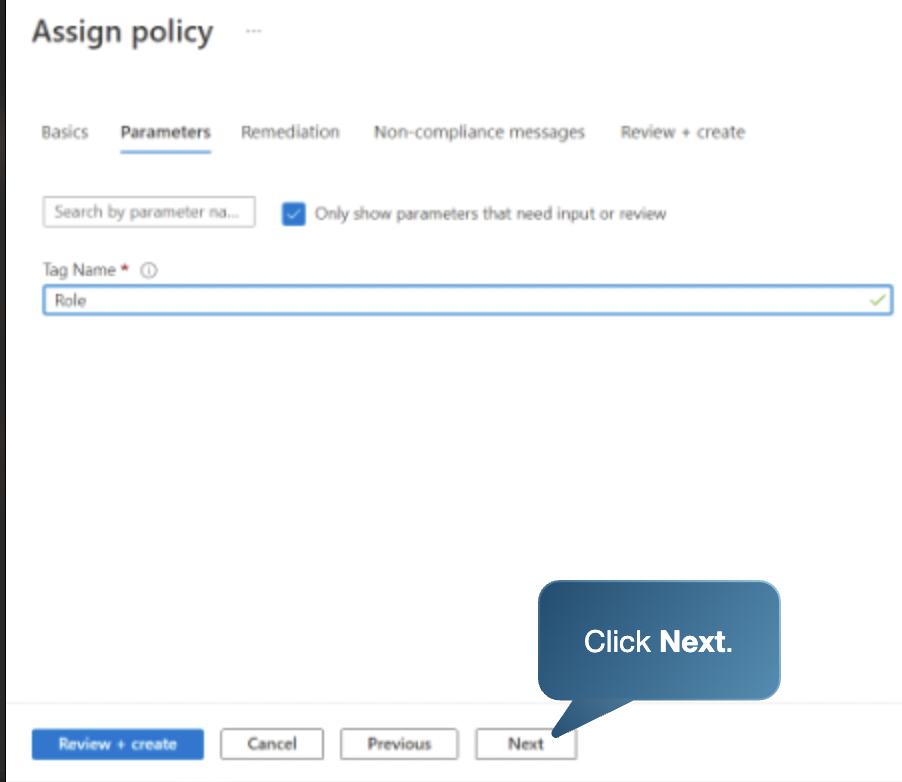 Assign policy ...
Basics Parameters Remediation Non-compliance messages Review + create
Search by parameter na... Only show parameters that need input or review
Tag Name *
Role
Click Next.
Review + create Cancel Previous Next